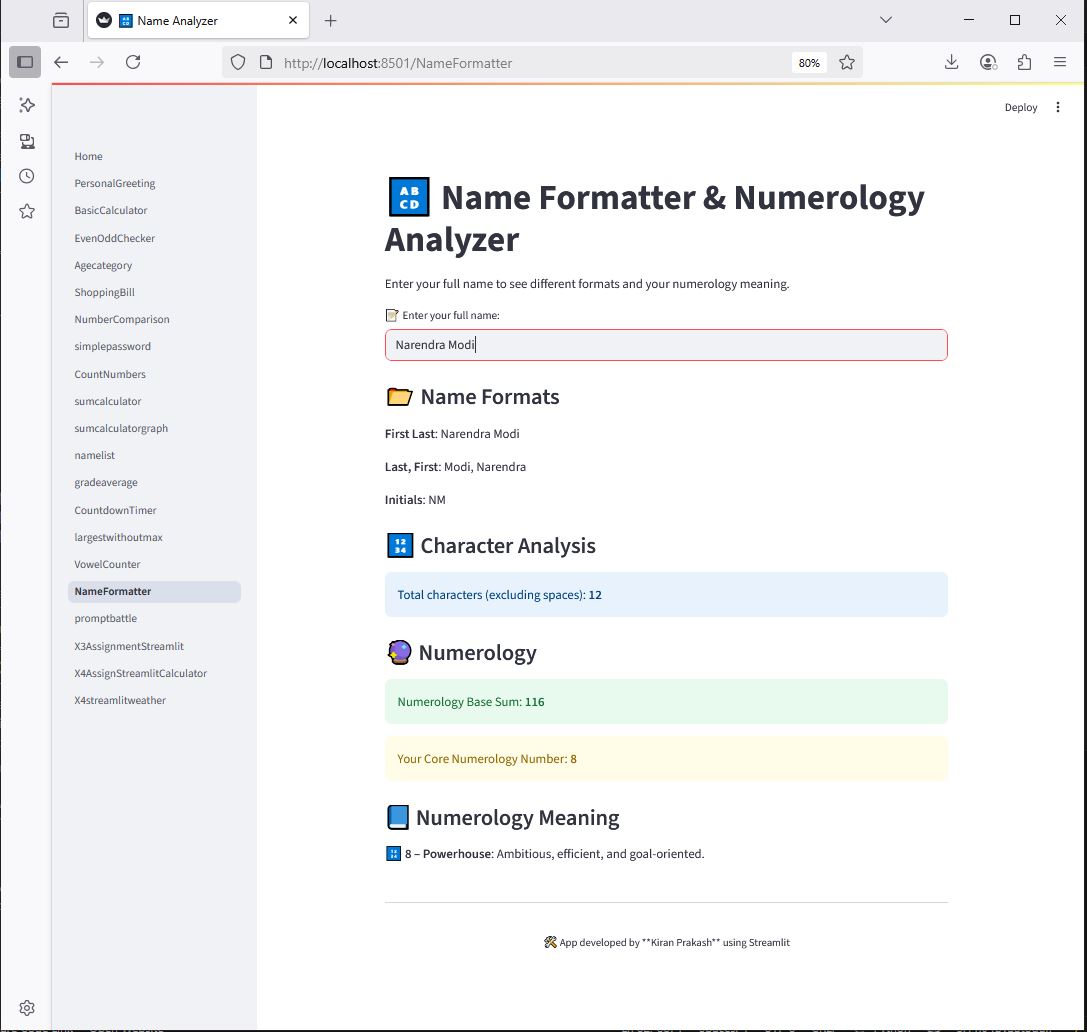 Name Analyzer
http://localhost:8501/NameFormatter
80%
Deploy
Home
PersonalGreeting
BasicCalculator
EvenOddChecker
Agecategory
ShoppingBill
NumberComparison
simplepassword
CountNumbers
sumcalculator
sumcalculatorgraph
namelist
gradeaverage
CountdownTimer
largestwithoutmax
VowelCounter
NameFormatter
promptbattle
X3AssignmentStreamlit
X4AssignStreamlitCalculator
X4streamlitweather
🔠 Name Formatter & Numerology
Analyzer
Enter your full name to see different formats and your numerology meaning.
📝 Enter your full name:
Narendra Modi
📂 Name Formats
First Last: Narendra Modi
Last, First: Modi, Narendra
Initials: NM
🔢 Character Analysis
Total characters (excluding spaces): 12
🔮 Numerology
Numerology Base Sum: 116
Your Core Numerology Number: 8
📘 Numerology Meaning
🔢 8 – Powerhouse: Ambitious, efficient, and goal-oriented.
🛠️ App developed by **Kiran Prakash** using Streamlit